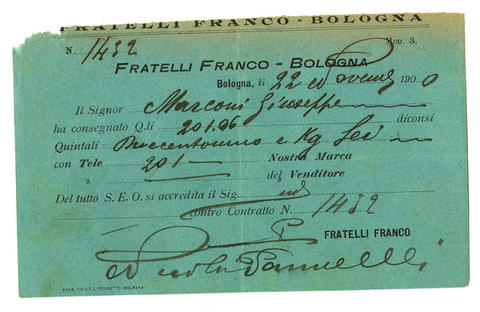 FRATELLI FRANCO - BOLOGNA
N. 1432 Mod. 3.
FRATELLI FRANCO - BOLOGNA
Bologna, li 22 Novembre 1900
Il Signor Marconi Giuseppe
ha consegnato Q.li 201.06 diconsi
Quintali Duecentouno e Kg Sei
con Tele 201 Nostra Marca
del Venditore
Del tutto S. E. O. si accredita il Sig.
contro Contratto N. 1432
FRATELLI FRANCO